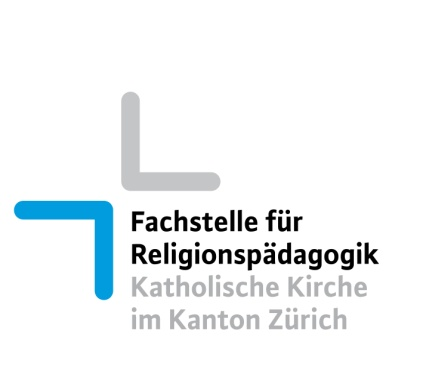 Fachstelle für
Religionspädagogik
Katholische Kirche
im Kanton Zürich